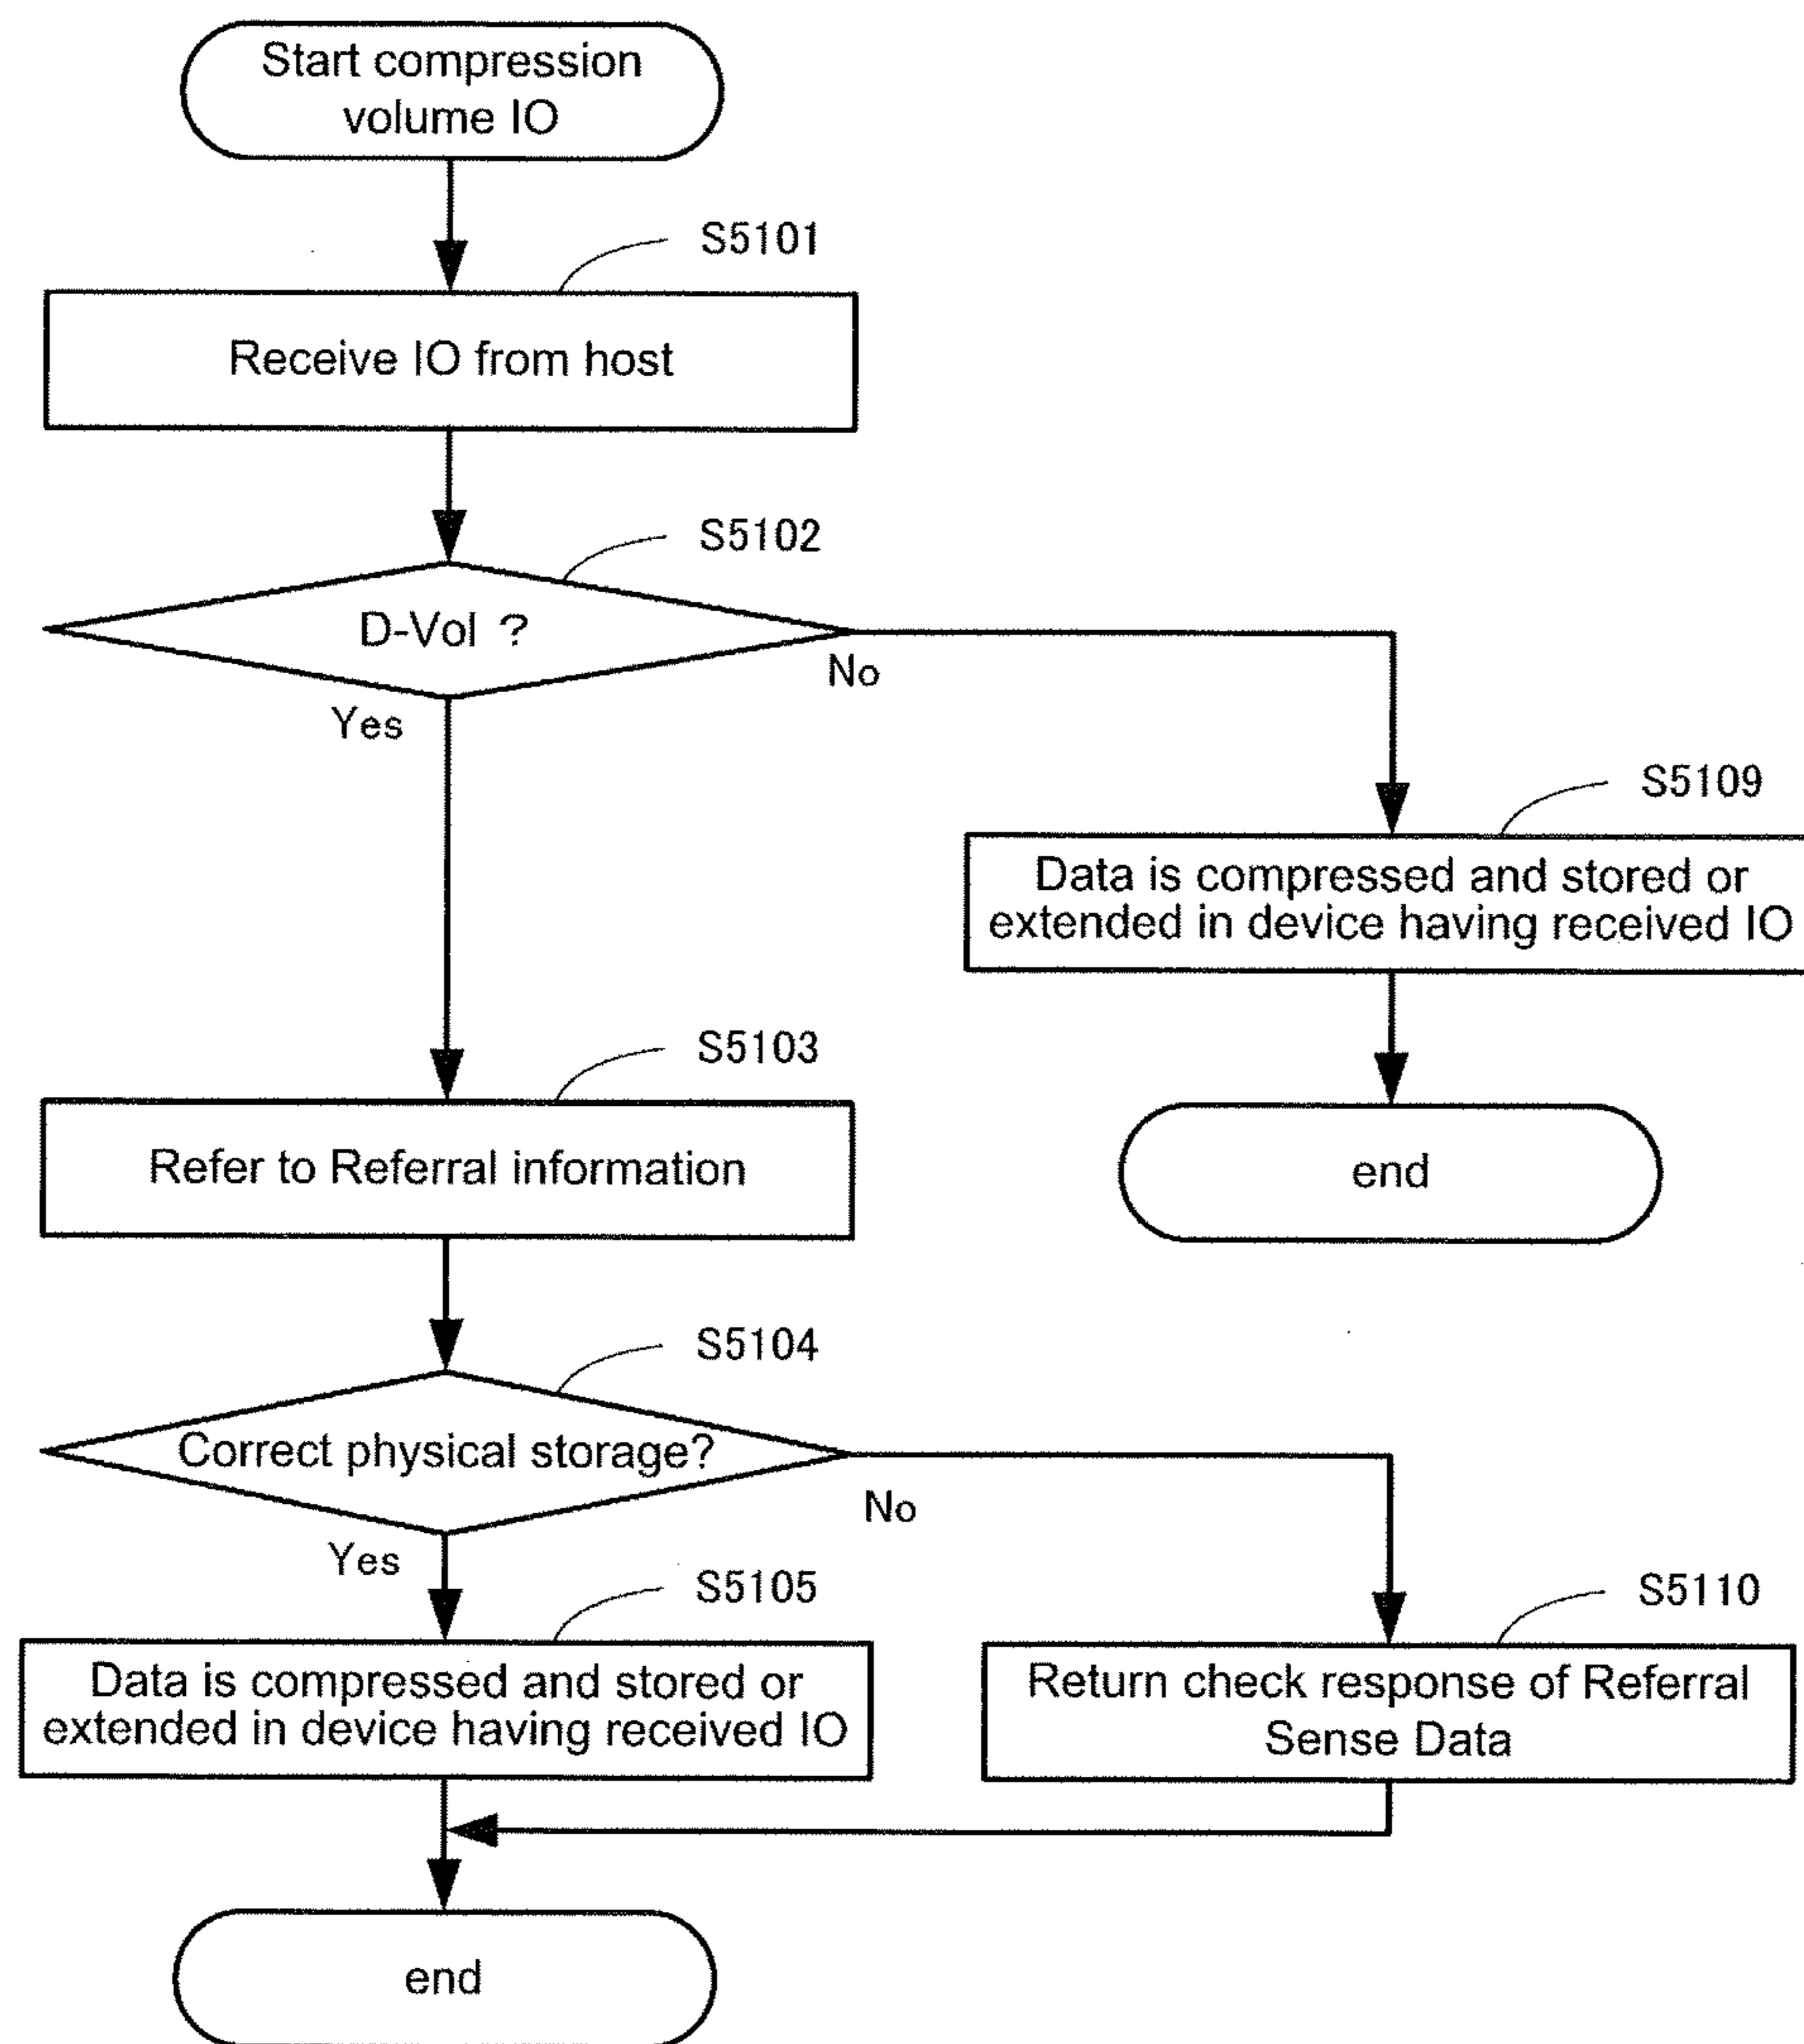 Start compression
volume IO
S5101
Receive IO from host
S5102
D-Vol ?
No
Yes
S5109
Data is compressed and stored or
extended in device having received IO
S5103
Refer to Referral information
end
S5104
Correct physical storage?
No
Yes
S5105
S5110
Data is compressed and stored or
extended in device having received IO
Return check response of Referral
Sense Data
end